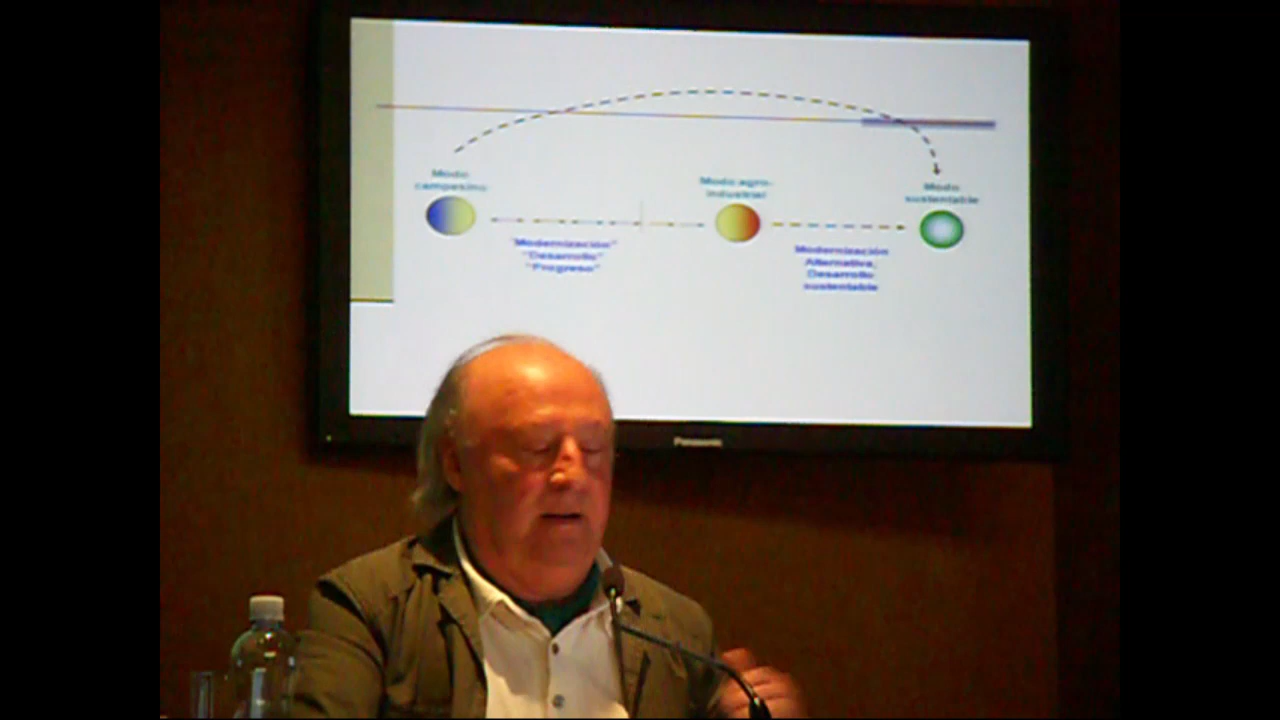 Modo
campesino
Modo agro-
industrial
Modo
sustentable
"Modernización"
"Desarrollo"
"Progreso"
Modernización
Alternativa,
Desarrollo
sustentable
Panasonic